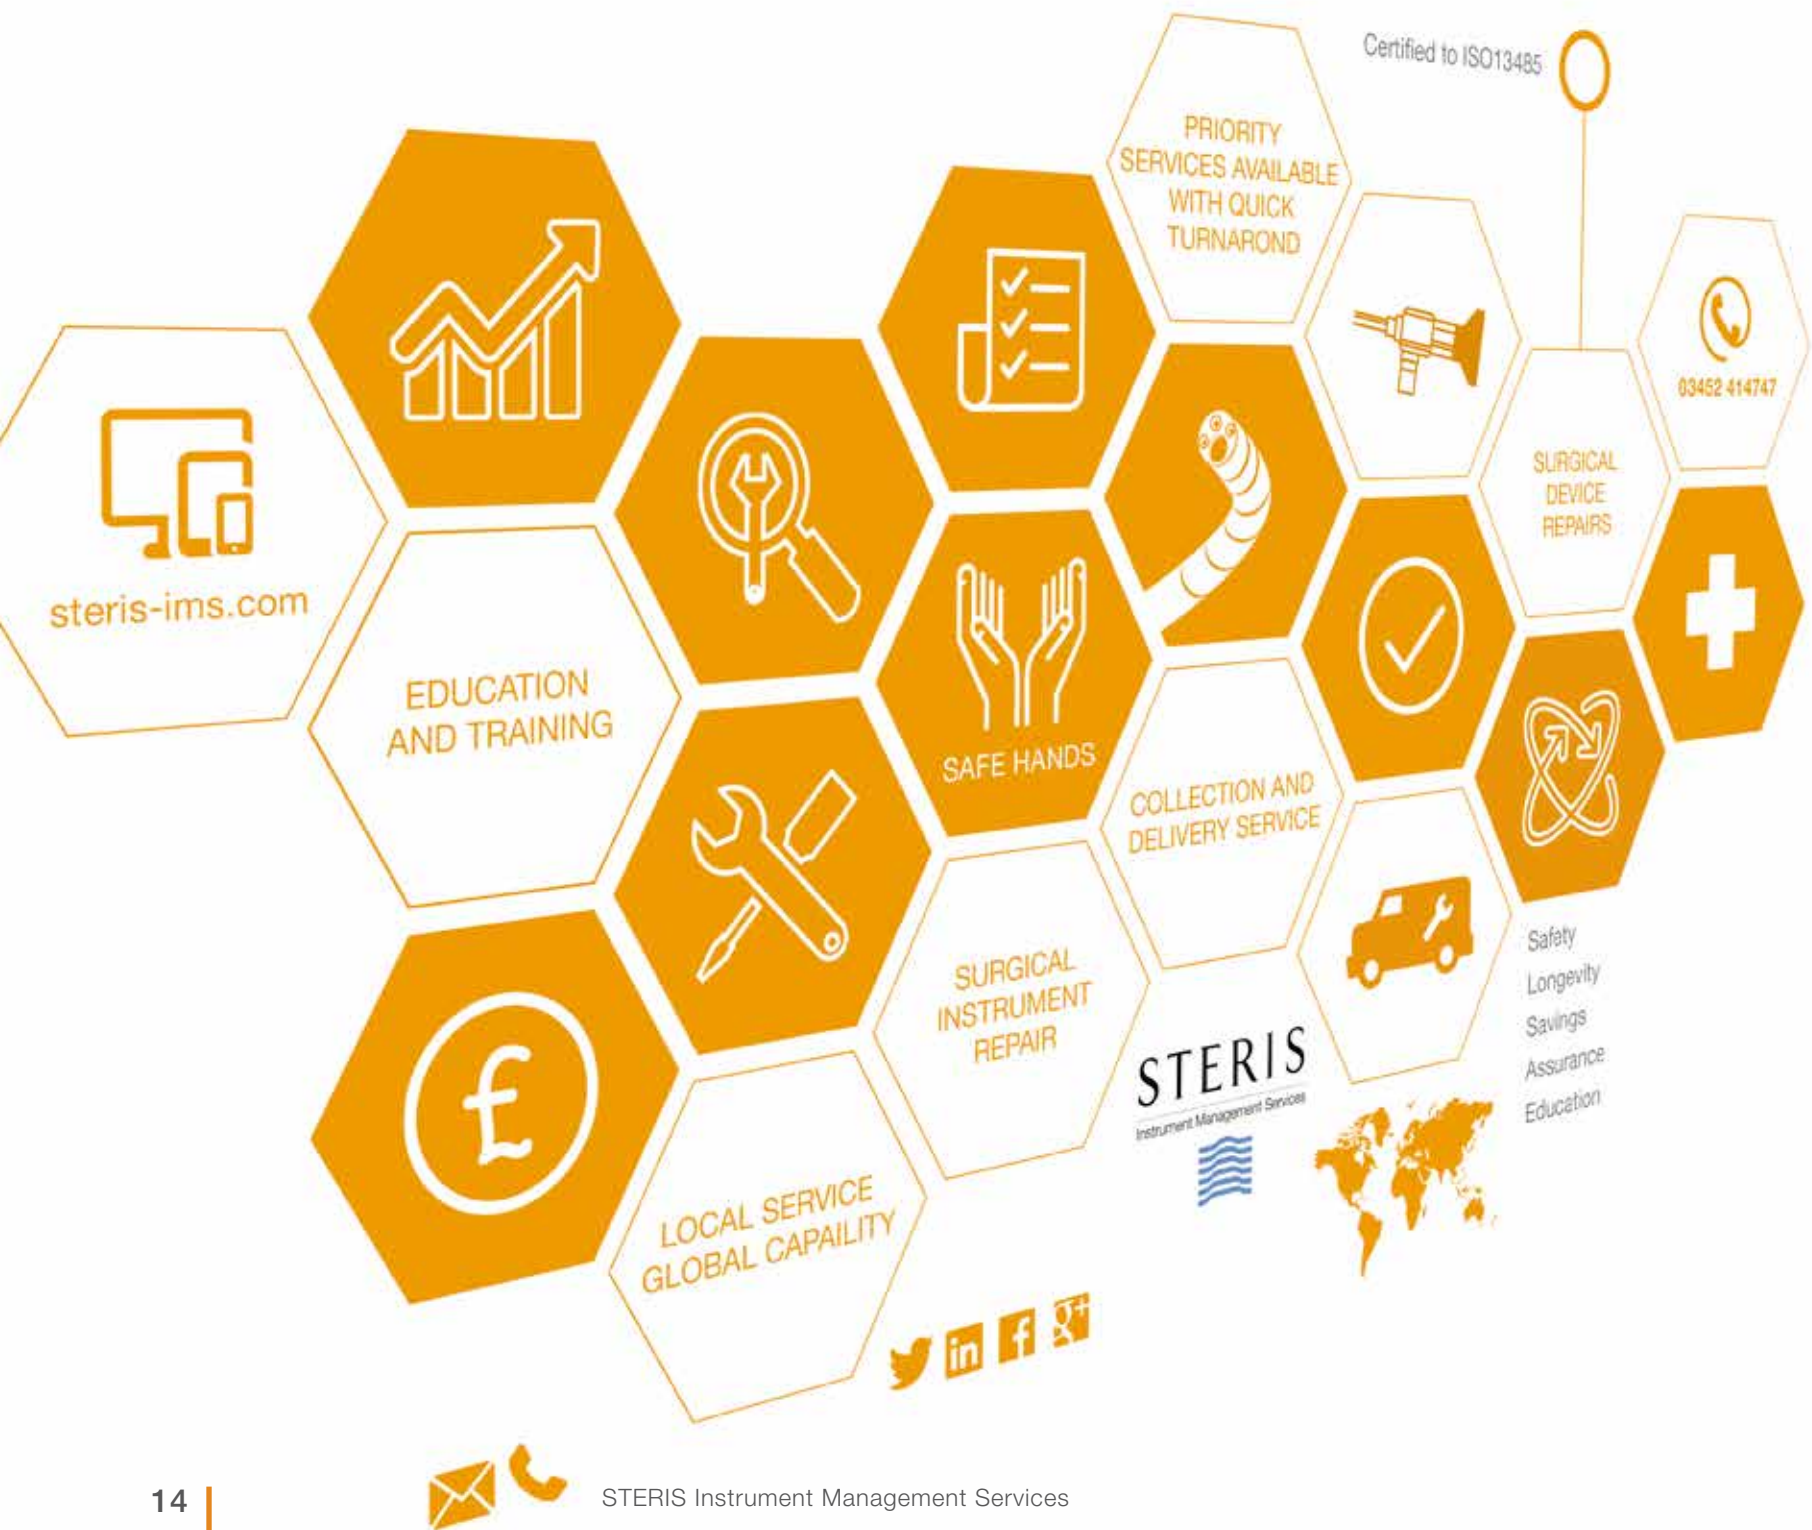 Certified to ISO13485
PRIORITY
SERVICES AVAILABLE
WITH QUICK
TURNAROND
03452 414747
SURGICAL
DEVICE
REPAIRS
steris-ims.com
EDUCATION
AND TRAINING
SAFE HANDS
COLLECTION AND
DELIVERY SERVICE
SURGICAL
INSTRUMENT
REPAIR
Safety
Longevity
Savings
Assurance
Education
STERIS
Instrument Management Services
LOCAL SERVICE
GLOBAL CAPAILITY
14
STERIS Instrument Management Services